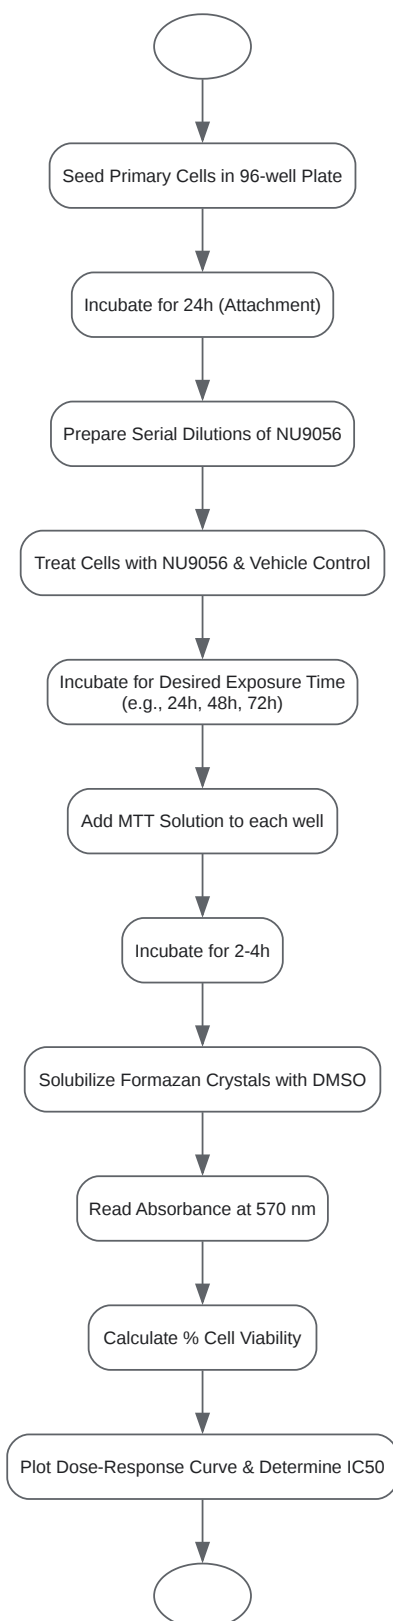 Seed Primary Cells in 96-well Plate
Incubate for 24h (Attachment)
Prepare Serial Dilutions of NU9056
Treat Cells with NU9056 & Vehicle Control
Incubate for Desired Exposure Time
(e.g., 24h, 48h, 72h)
Add MTT Solution to each well
Incubate for 2-4h
Solubilize Formazan Crystals with DMSO
Read Absorbance at 570 nm
Calculate % Cell Viability
Plot Dose-Response Curve & Determine IC50